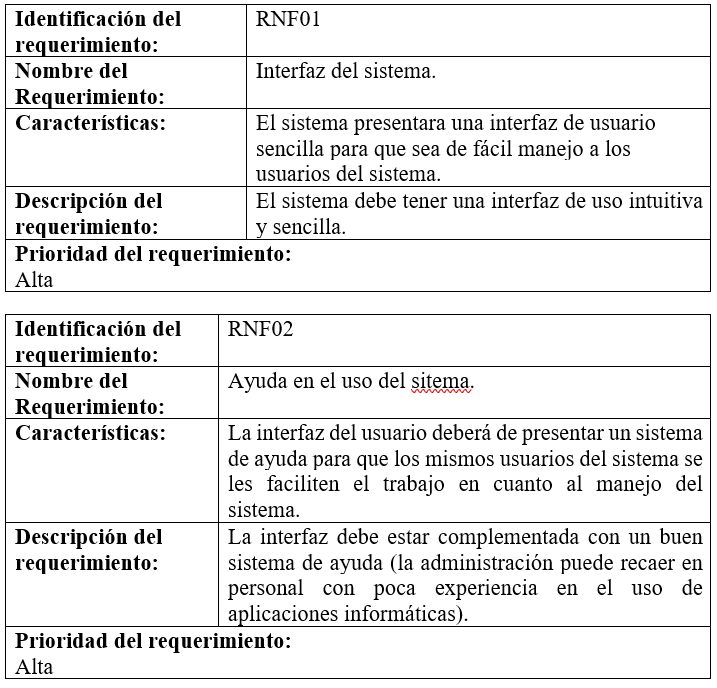 Identificación del RNF01
requerimiento:
Nombre del Interfaz del sistema.
Requerimiento:
Características: El sistema presentara una interfaz de usuario
sencilla para que sea de fácil manejo a los
usuarios del sistema.
Descripción del El sistema debe tener una interfaz de uso intuitiva
requerimiento: y sencilla.
Prioridad del requerimiento:
Alta
Identificación del RNF02
requerimiento:
Nombre del Ayuda en el uso del sitema.
Requerimiento:
Características: La interfaz del usuario deberá de presentar un sistema
de ayuda para que los mismos usuarios del sistema se
les faciliten el trabajo en cuanto al manejo del
sistema.
Descripción del La interfaz debe estar complementada con un buen
requerimiento: sistema de ayuda (la administración puede recaer en
personal con poca experiencia en el uso de
aplicaciones informáticas).
Prioridad del requerimiento:
Alta